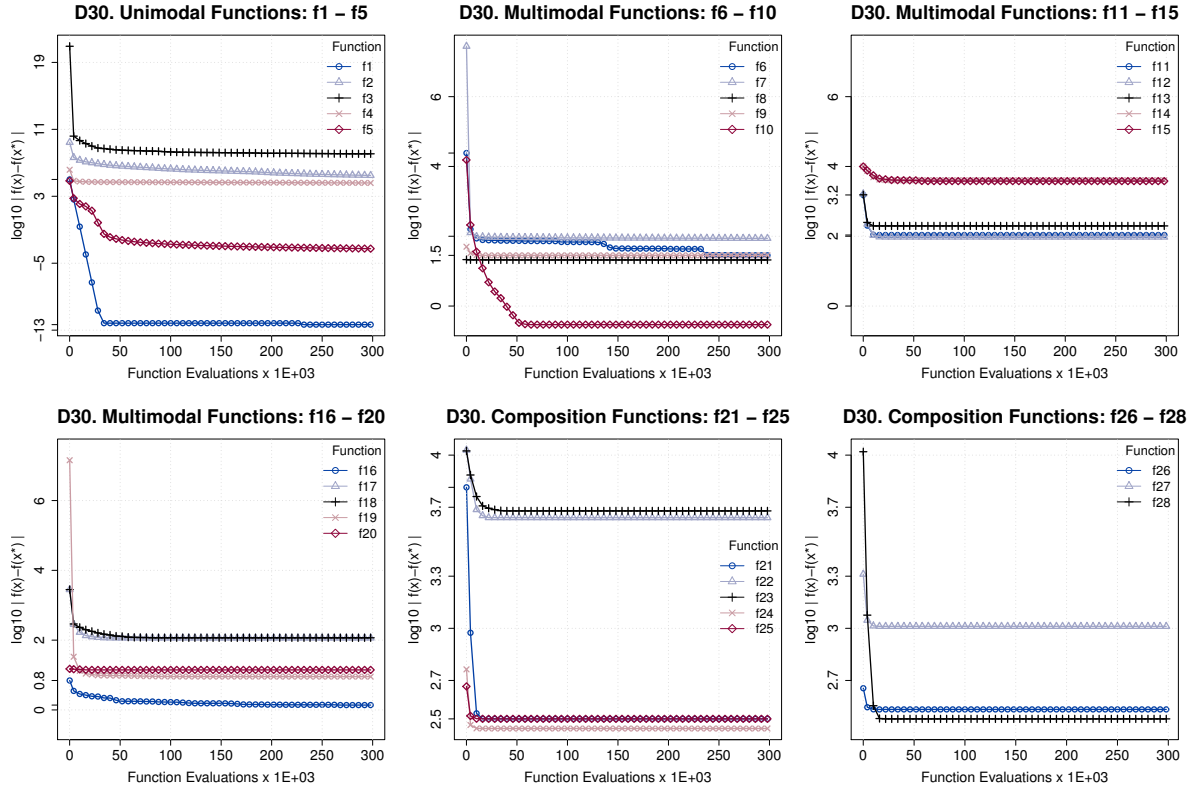 D30. Unimodal Functions: f1 − f5
19
11
3
−5
−13
log10 | f(x)−f(x*) |
0 50 100 150 200 250 300
Function Evaluations x 1E+03
Function
f1
f2
f3
f4
f5
D30. Multimodal Functions: f6 − f10
6
4
2
1.5
0
log10 | f(x)−f(x*) |
0 50 100 150 200 250 300
Function Evaluations x 1E+03
Function
f6
f7
f8
f9
f10
D30. Multimodal Functions: f11 − f15
6
4
3.2
2
0
log10 | f(x)−f(x*) |
0 50 100 150 200 250 300
Function Evaluations x 1E+03
Function
f11
f12
f13
f14
f15
D30. Multimodal Functions: f16 − f20
6
4
2
0.8
0
log10 | f(x)−f(x*) |
0 50 100 150 200 250 300
Function Evaluations x 1E+03
Function
f16
f17
f18
f19
f20
D30. Composition Functions: f21 − f25
4
3.7
3.3
3
2.7
2.5
log10 | f(x)−f(x*) |
0 50 100 150 200 250 300
Function Evaluations x 1E+03
Function
f21
f22
f23
f24
f25
D30. Composition Functions: f26 − f28
4
3.7
3.3
3
2.7
log10 | f(x)−f(x*) |
0 50 100 150 200 250 300
Function Evaluations x 1E+03
Function
f26
f27
f28